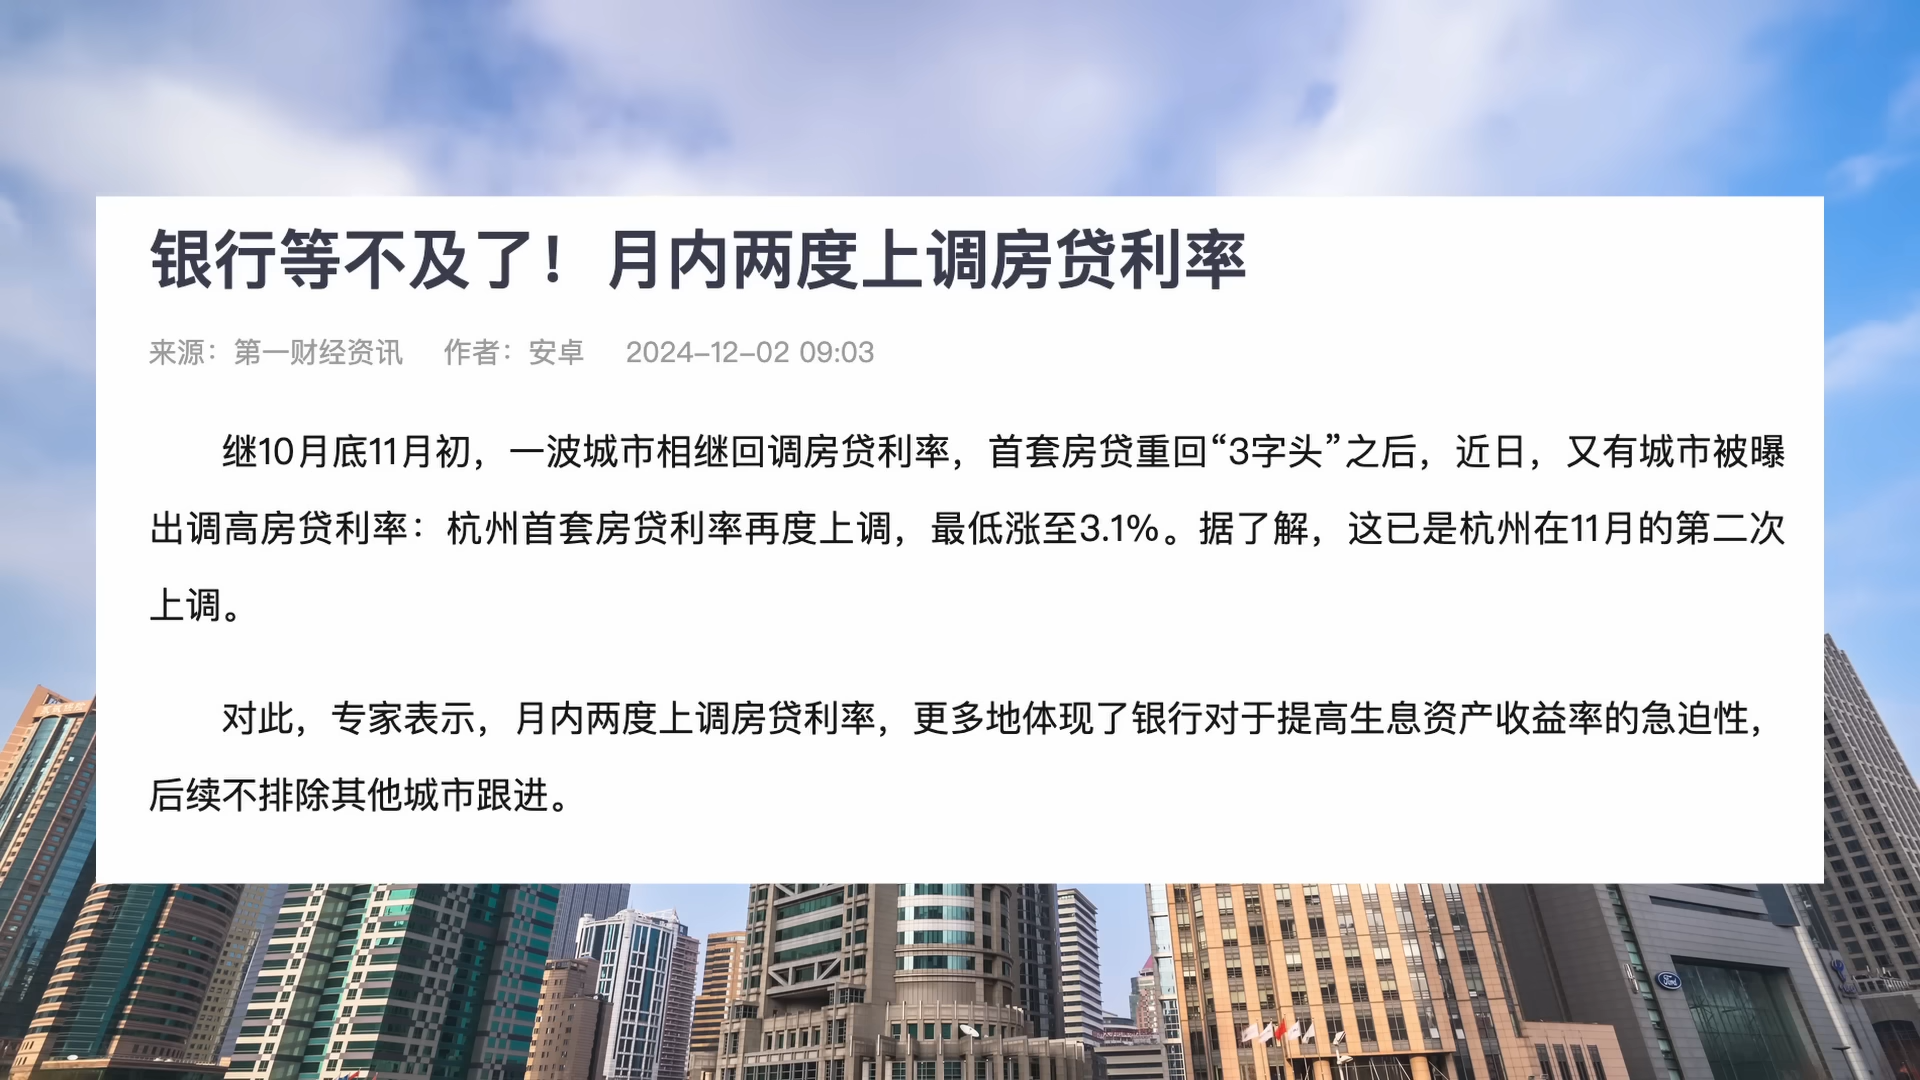 银行等不及了！月内两度上调房贷利率
来源：第一财经资讯 作者：安卓 2024-12-02 09:03
继10月底11月初，一波城市相继回调房贷利率，首套房贷重回“3字头”之后，近日，又有城市被曝
出调高房贷利率：杭州首套房贷利率再度上调，最低涨至3.1%。据了解，这已是杭州在11月的第二次
上调。
对此，专家表示，月内两度上调房贷利率，更多地体现了银行对于提高生息资产收益率的急迫性，
后续不排除其他城市跟进。
Ford